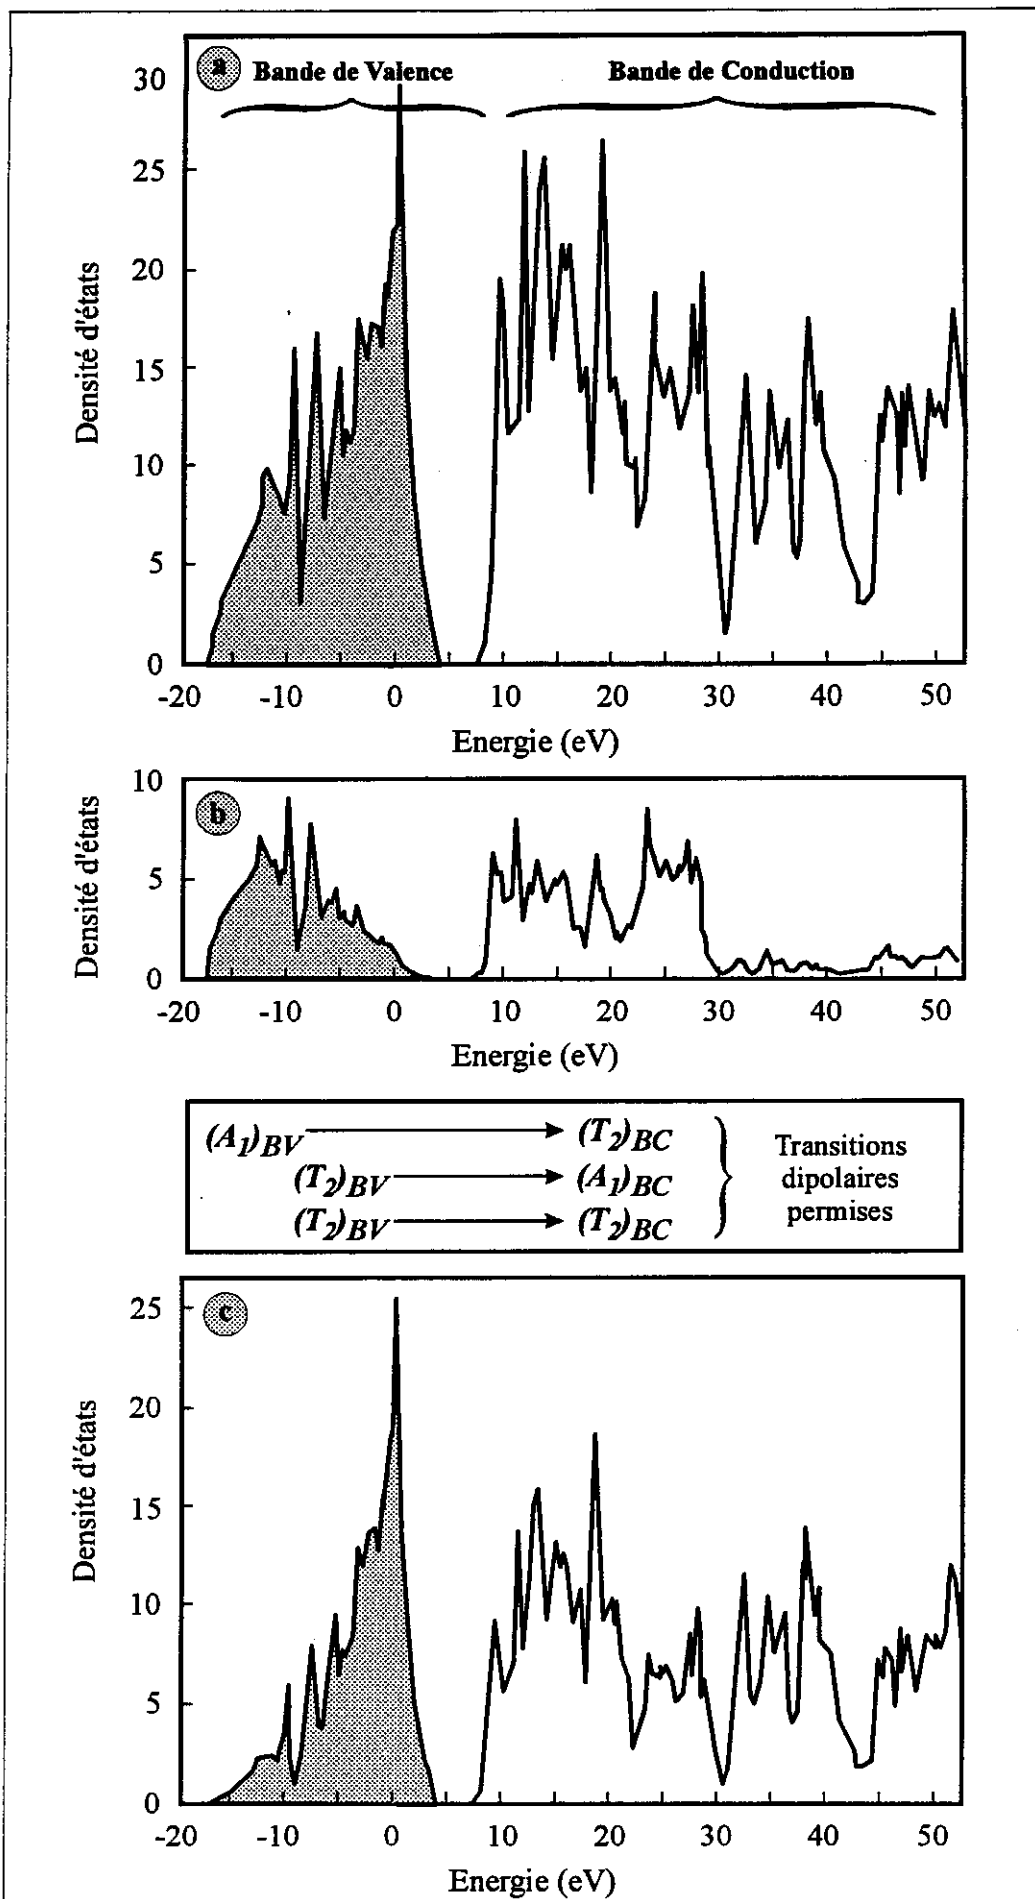 a
Bande de Valence
Bande de Conduction
30
25
20
15
10
5
0
Densité d'états
-20 -10 0 10 20 30 40 50
Energie (eV)
b
10
5
0
Densité d'états
-20 -10 0 10 20 30 40 50
Energie (eV)
(A1)BV (T2)BC
(T2)BV (A1)BC
(T2)BV (T2)BC
Transitions
dipolaires
permises
c
25
20
15
10
5
0
Densité d'états
-20 -10 0 10 20 30 40 50
Energie (eV)